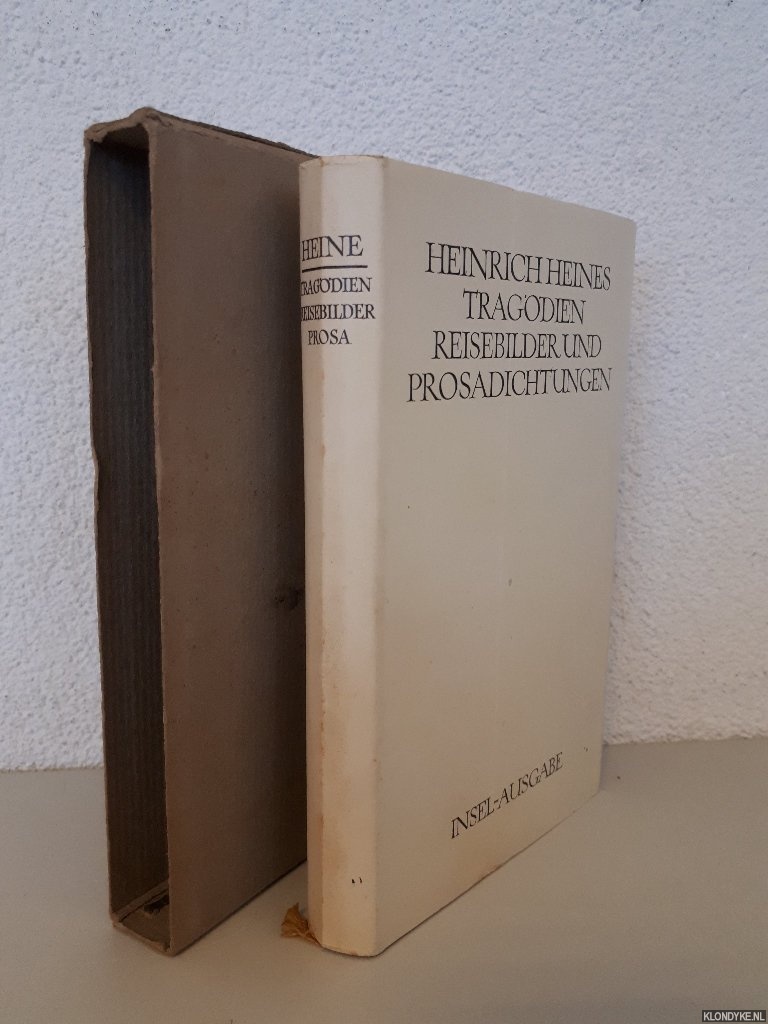 HEINE
TRAGÖDIEN
REISEBILDER
PROSA
HEINRICH HEINES
TRAGÖDIEN
REISEBILDER UND
PROSADICHTUNGEN
INSEL-AUSGABE
KLONDYKE.NL